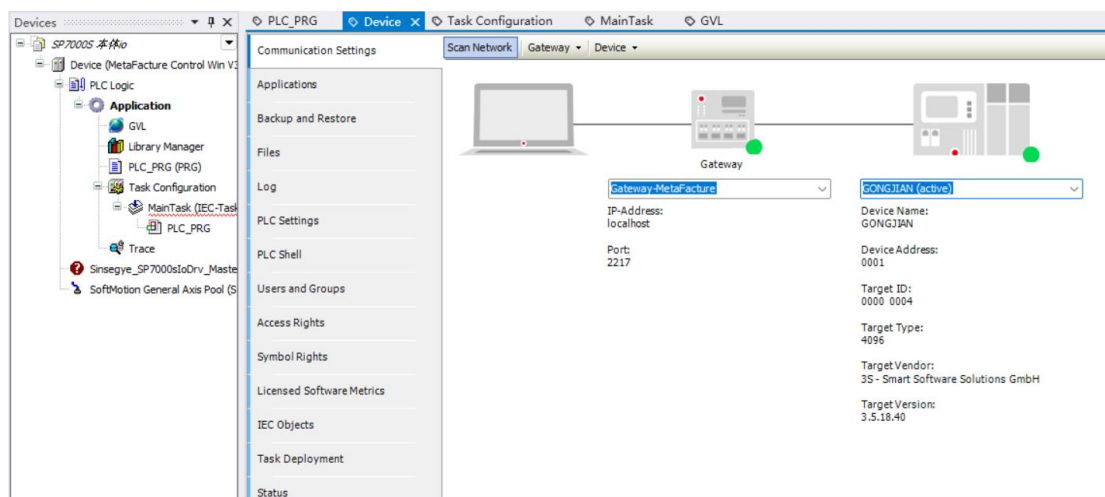 Devices
PLC_PRG
Device
Task Configuration
MainTask
GVL
SP7000S 本体io
Device (MetaFacture Control Win V3
PLC Logic
Application
GVL
Library Manager
PLC_PRG (PRG)
Task Configuration
MainTask (IEC-Task
PLC_PRG
Trace
Sinsegye_SP7000sIoDrv_Maste
SoftMotion General Axis Pool (S
Communication Settings
Applications
Backup and Restore
Files
Log
PLC Settings
PLC Shell
Users and Groups
Access Rights
Symbol Rights
Licensed Software Metrics
IEC Objects
Task Deployment
Status
Scan Network
Gateway
Device
Gateway
Gateway-MetaFacture
IP-Address:
localhost
Port:
2217
GONGJIAN (active)
Device Name:
GONGJIAN
Device Address:
0001
Target ID:
0000 0004
Target Type:
4096
Target Vendor:
3S - Smart Software Solutions GmbH
Target Version:
3.5.18.40